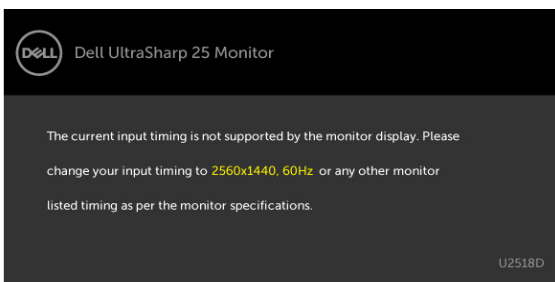 DELL
Dell UltraSharp 25 Monitor
The current input timing is not supported by the monitor display. Please
change your input timing to 2560x1440, 60Hz or any other monitor
listed timing as per the monitor specifications.
U2518D